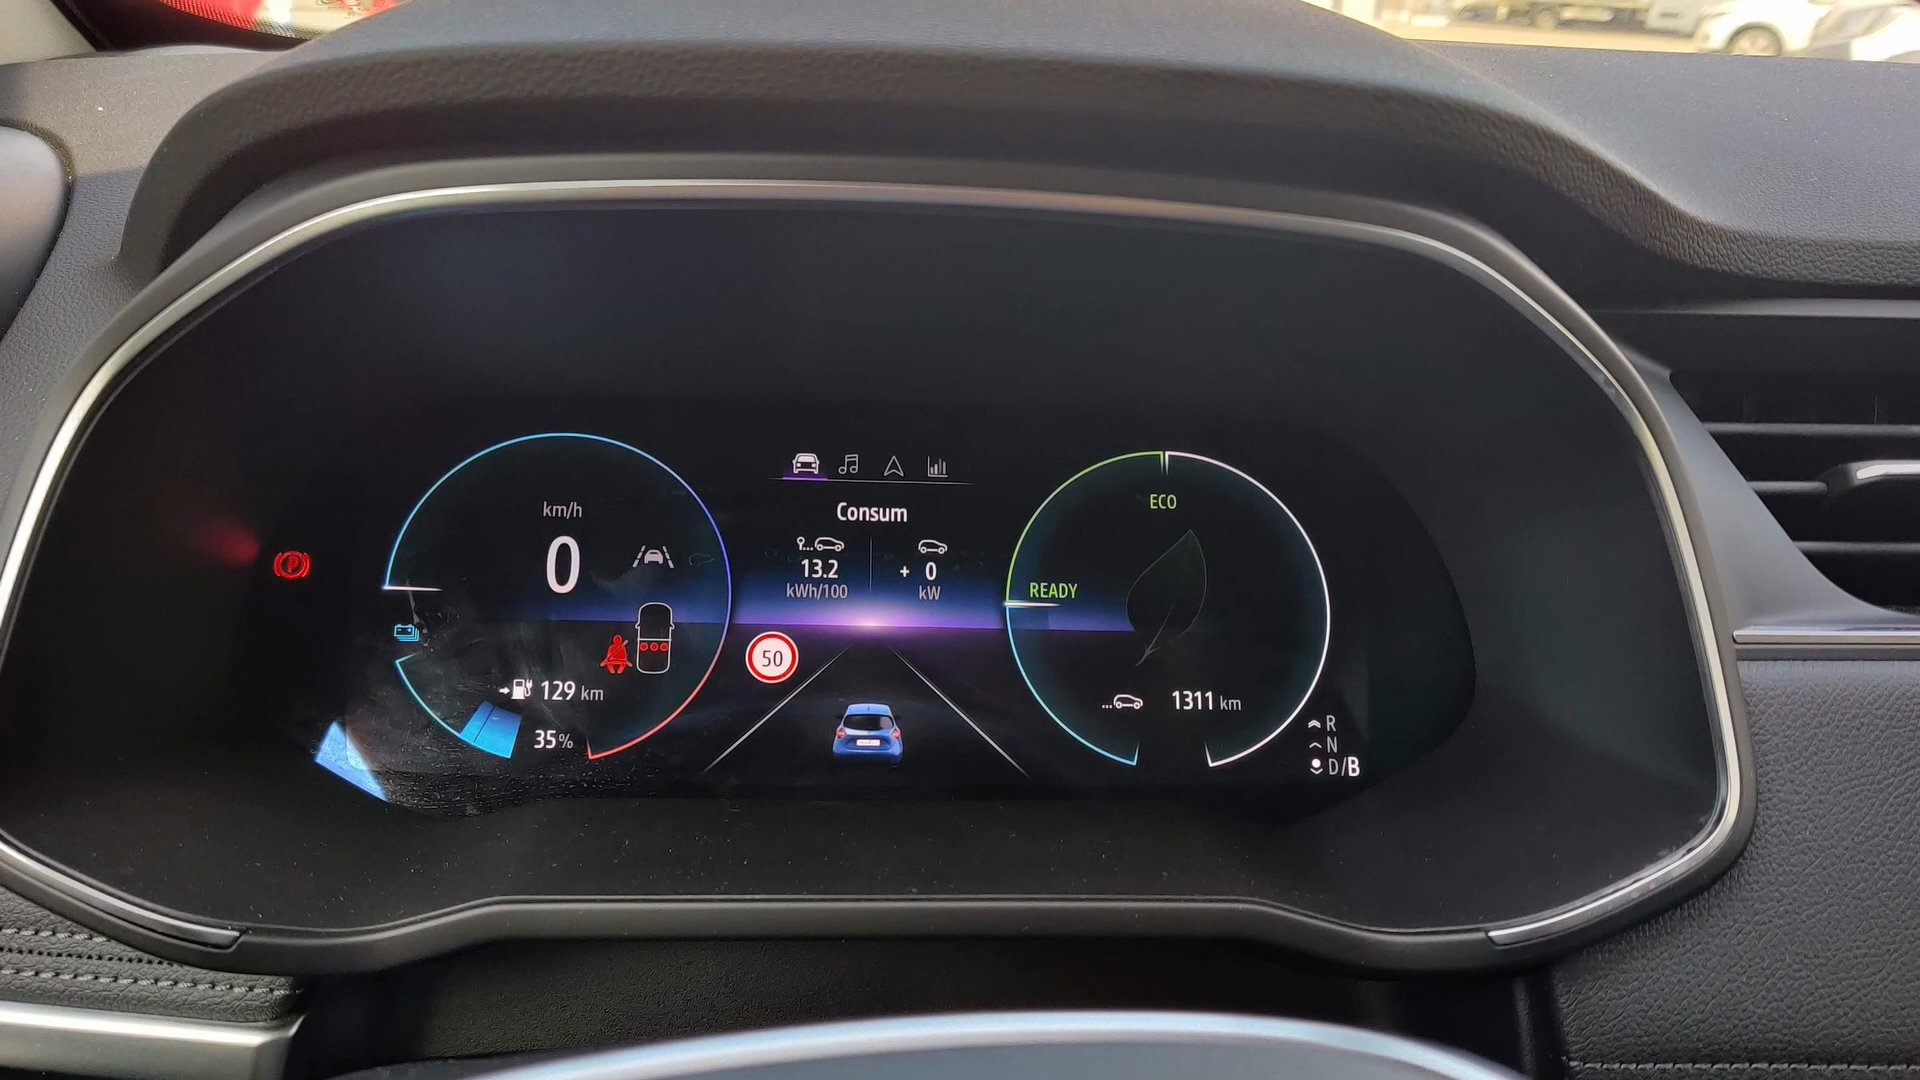 km/h
0
129 km
35%
Consum
13.2
kWh/100
+ 0
kW
50
ECO
READY
1311 km
R
N
D/B
P